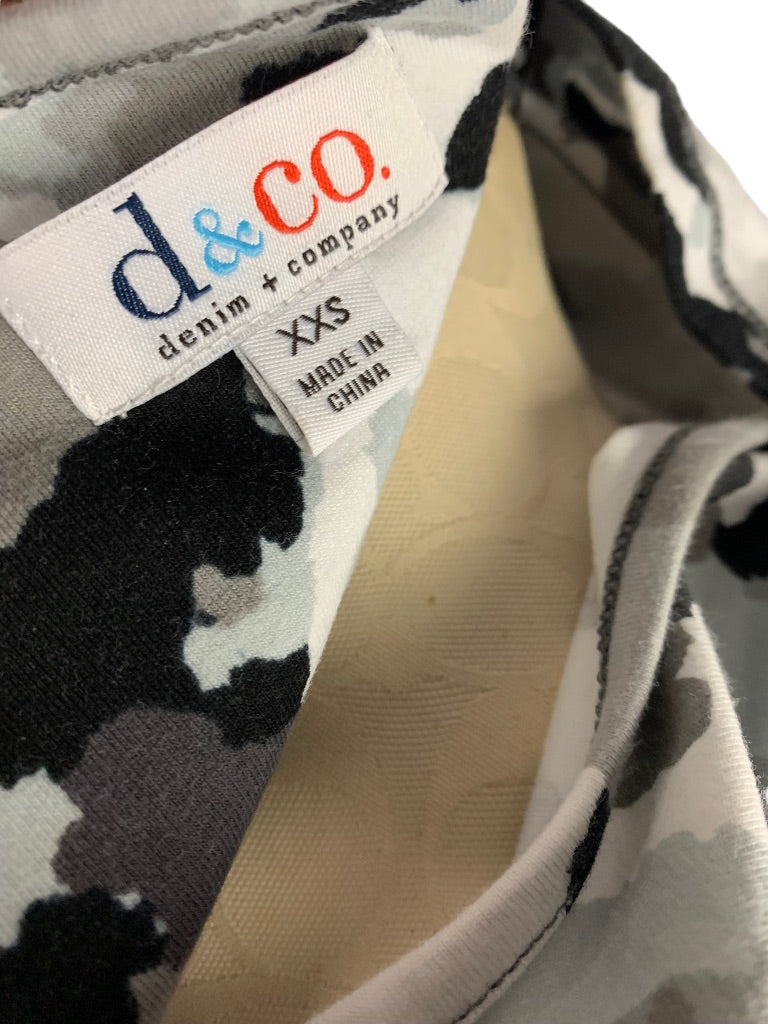 d&co.
denim + company
XXS
MADE IN
CHINA